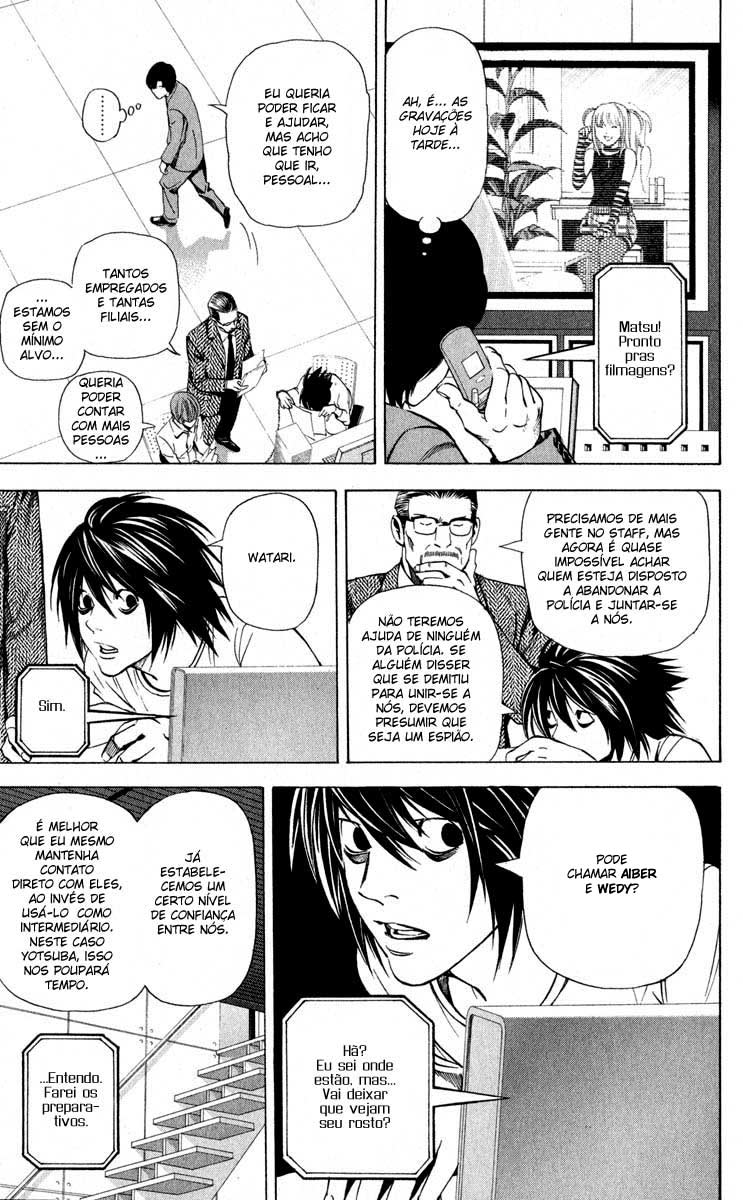 AH, É... AS
GRAVAÇÕES
HOJE À
TARDE...
Matsu!
Pronto
pras
filmagens?
EU QUERIA
PODER FICAR
E AJUDAR,
MAS ACHO
QUE TENHO
QUE IR,
PESSOAL...
........
TANTOS
EMPREGADOS
E TANTAS
FILIAIS...
...
ESTAMOS
SEM O
MÍNIMO
ALVO...
QUERIA
PODER
CONTAR
COM MAIS
PESSOAS
...
PRECISAMOS DE MAIS
GENTE NO STAFF, MAS
AGORA É QUASE
IMPOSSÍVEL ACHAR
QUEM ESTEJA DISPOSTO
A ABANDONAR A
POLÍCIA E JUNTAR-SE
A NÓS.
NÃO TEREMOS
AJUDA DE NINGUÉM
DA POLÍCIA. SE
ALGUÉM DISSER
QUE SE DEMITIU
PARA UNIR-SE A
NÓS, DEVEMOS
PRESUMIR QUE
SEJA UM ESPIÃO.
WATARI.
Sim.
PODE
CHAMAR AIBER
E WEDY?
Hã?
Eu sei onde
estão, mas...
Vai deixar
que vejam
seu rosto?
JÁ
ESTABELE-
CEMOS UM
CERTO NÍVEL
DE CONFIANÇA
ENTRE NÓS.
É MELHOR
QUE EU MESMO
MANTENHA
CONTATO
DIRETO COM ELES,
AO INVÉS DE
USÁ-LO COMO
INTERMEDIÁRIO.
NESTE CASO
YOTSUBA, ISSO
NOS POUPARÁ
TEMPO.
...Entendo.
Farei os
prepara-
tivos.